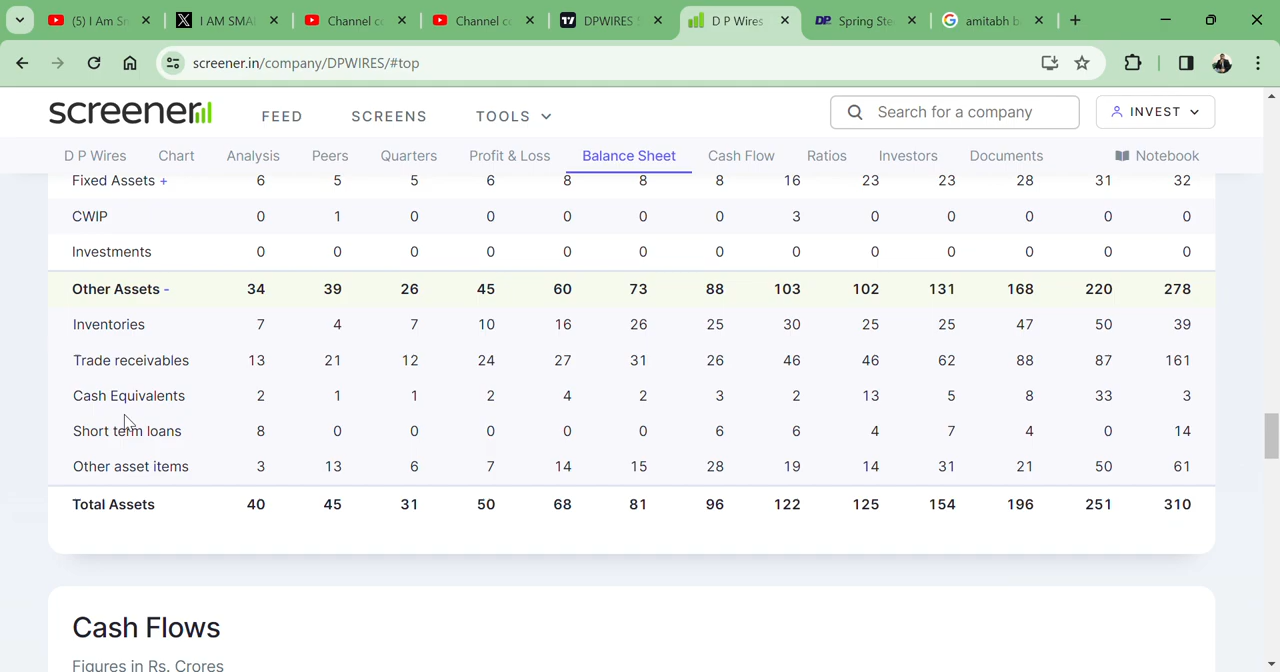 (5) I Am Sm
I AM SMAI
Channel c
Channel c
DPWIRES
D P Wires
Spring Ste
amitabh b
screener.in/company/DPWIRES/#top
screener
FEED
SCREENS
TOOLS
Search for a company
INVEST
D P Wires Chart Analysis Peers Quarters Profit & Loss Balance Sheet Cash Flow Ratios Investors Documents Notebook
Fixed Assets + 6 5 5 6 8 8 8 16 23 23 28 31 32
CWIP 0 1 0 0 0 0 0 3 0 0 0 0 0
Investments 0 0 0 0 0 0 0 0 0 0 0 0 0
Other Assets - 34 39 26 45 60 73 88 103 102 131 168 220 278
Inventories 7 4 7 10 16 26 25 30 25 25 47 50 39
Trade receivables 13 21 12 24 27 31 26 46 46 62 88 87 161
Cash Equivalents 2 1 1 2 4 2 3 2 13 5 8 33 3
Short term loans 8 0 0 0 0 0 6 6 4 7 4 0 14
Other asset items 3 13 6 7 14 15 28 19 14 31 21 50 61
Total Assets 40 45 31 50 68 81 96 122 125 154 196 251 310
Cash Flows
Figures in Rs. Crores